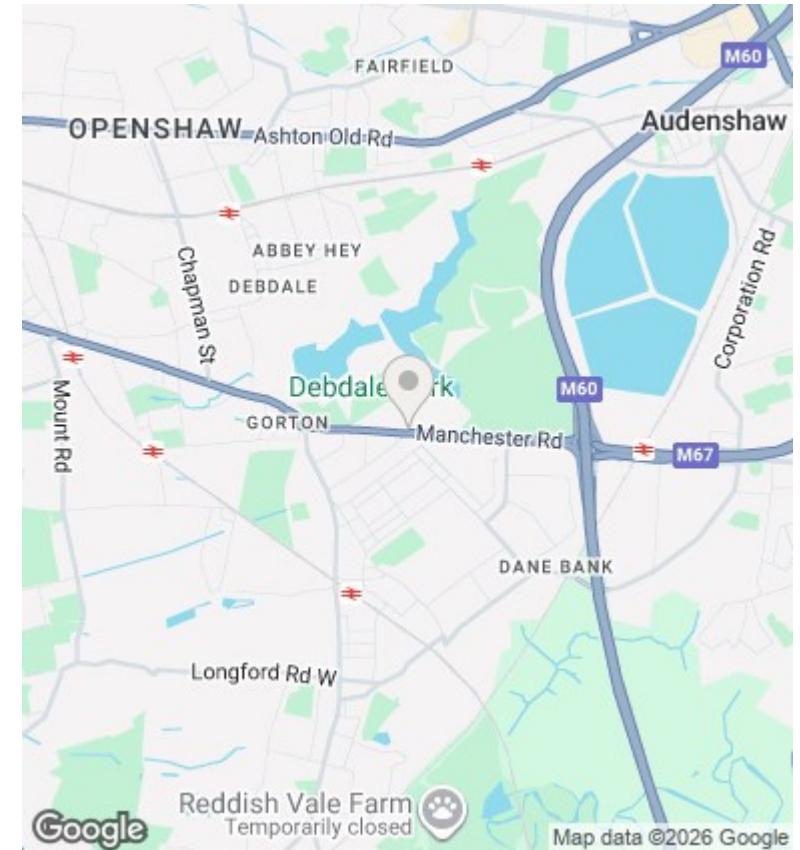 M60
FAIRFIELD
OPENSHAW
Ashton Old Rd
Audenshaw
ABBEY HEY
Chapman St
DEBDALE
Corporation Rd
Debdale
M60
Mount Rd
GORTON
Manchester Rd
M67
DANE BANK
Longford Rd W
Reddish Vale Farm
Temporarily closed
Google
Map data ©2026 Google